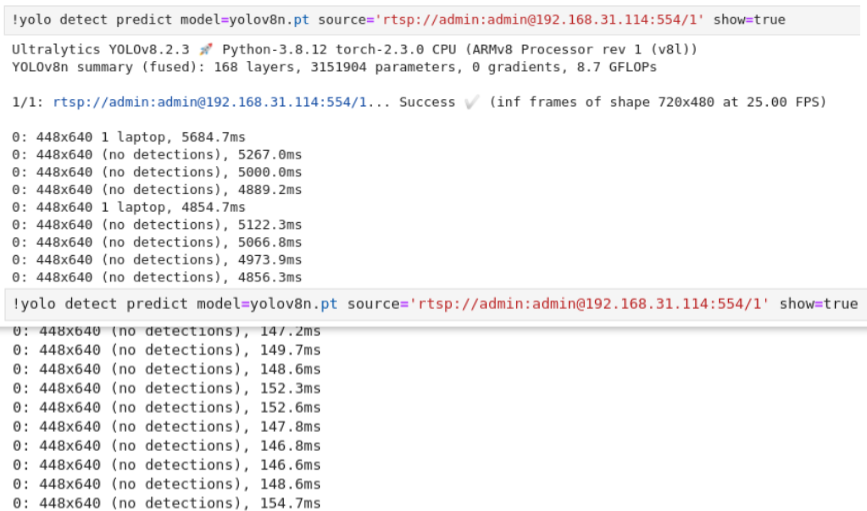 !yolo detect predict model=yolov8n.pt source='rtsp://admin:admin@192.168.31.114:554/1' show=true
Ultralytics YOLOv8.2.3 🚀 Python-3.8.12 torch-2.3.0 CPU (ARMv8 Processor rev 1 (v8l))
YOLOv8n summary (fused): 168 layers, 3151904 parameters, 0 gradients, 8.7 GFLOPs
1/1: rtsp://admin:admin@192.168.31.114:554/1... Success ✅ (inf frames of shape 720x480 at 25.00 FPS)
0: 448x640 1 laptop, 5684.7ms
0: 448x640 (no detections), 5267.0ms
0: 448x640 (no detections), 5000.0ms
0: 448x640 (no detections), 4889.2ms
0: 448x640 1 laptop, 4854.7ms
0: 448x640 (no detections), 5122.3ms
0: 448x640 (no detections), 5066.8ms
0: 448x640 (no detections), 4973.9ms
0: 448x640 (no detections), 4856.3ms
!yolo detect predict model=yolov8n.pt source='rtsp://admin:admin@192.168.31.114:554/1' show=true
0: 448x640 (no detections), 147.2ms
0: 448x640 (no detections), 149.7ms
0: 448x640 (no detections), 148.6ms
0: 448x640 (no detections), 152.3ms
0: 448x640 (no detections), 152.6ms
0: 448x640 (no detections), 147.8ms
0: 448x640 (no detections), 146.8ms
0: 448x640 (no detections), 146.6ms
0: 448x640 (no detections), 148.6ms
0: 448x640 (no detections), 154.7ms